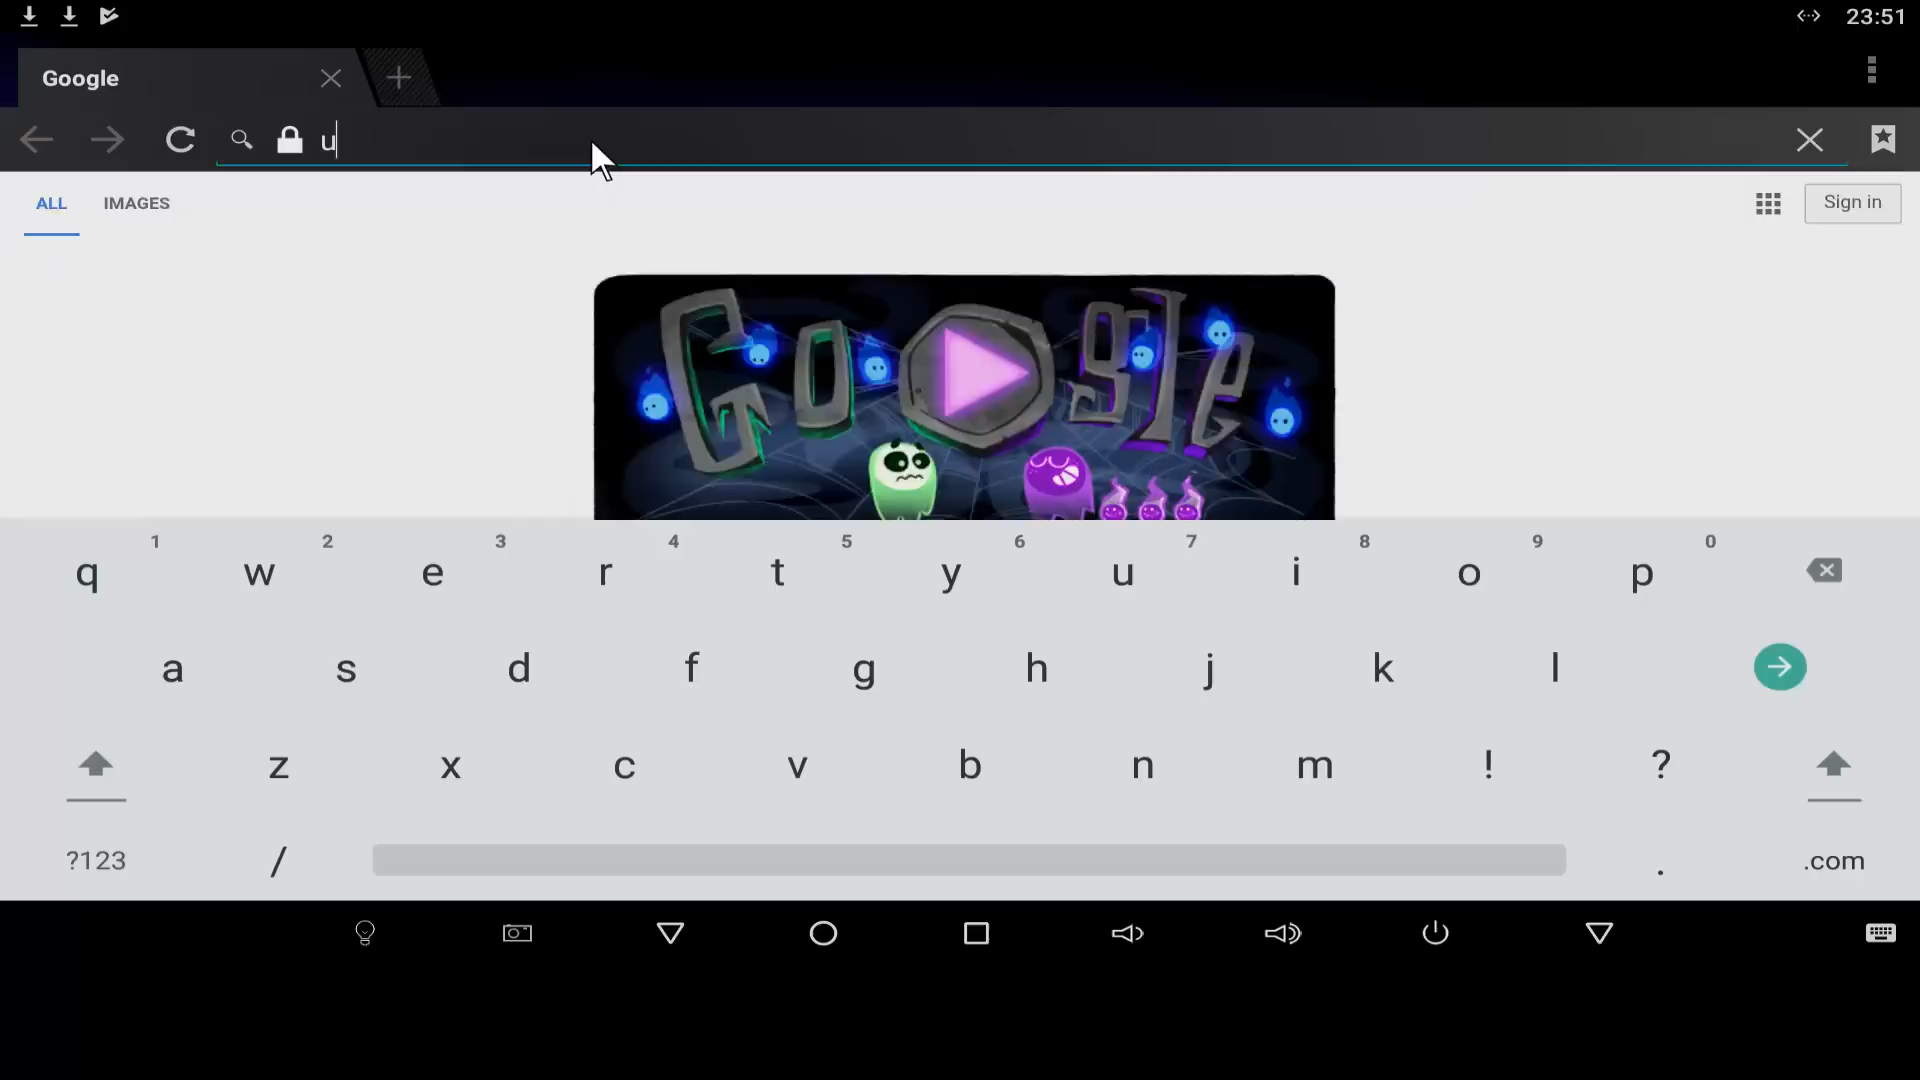 23:51
Google
u
ALL IMAGES Sign in
Google
1 2 3 4 5 6 7 8 9 0
q w e r t y u i o p
a s d f g h j k l
z x c v b n m ! ?
?123 / . .com